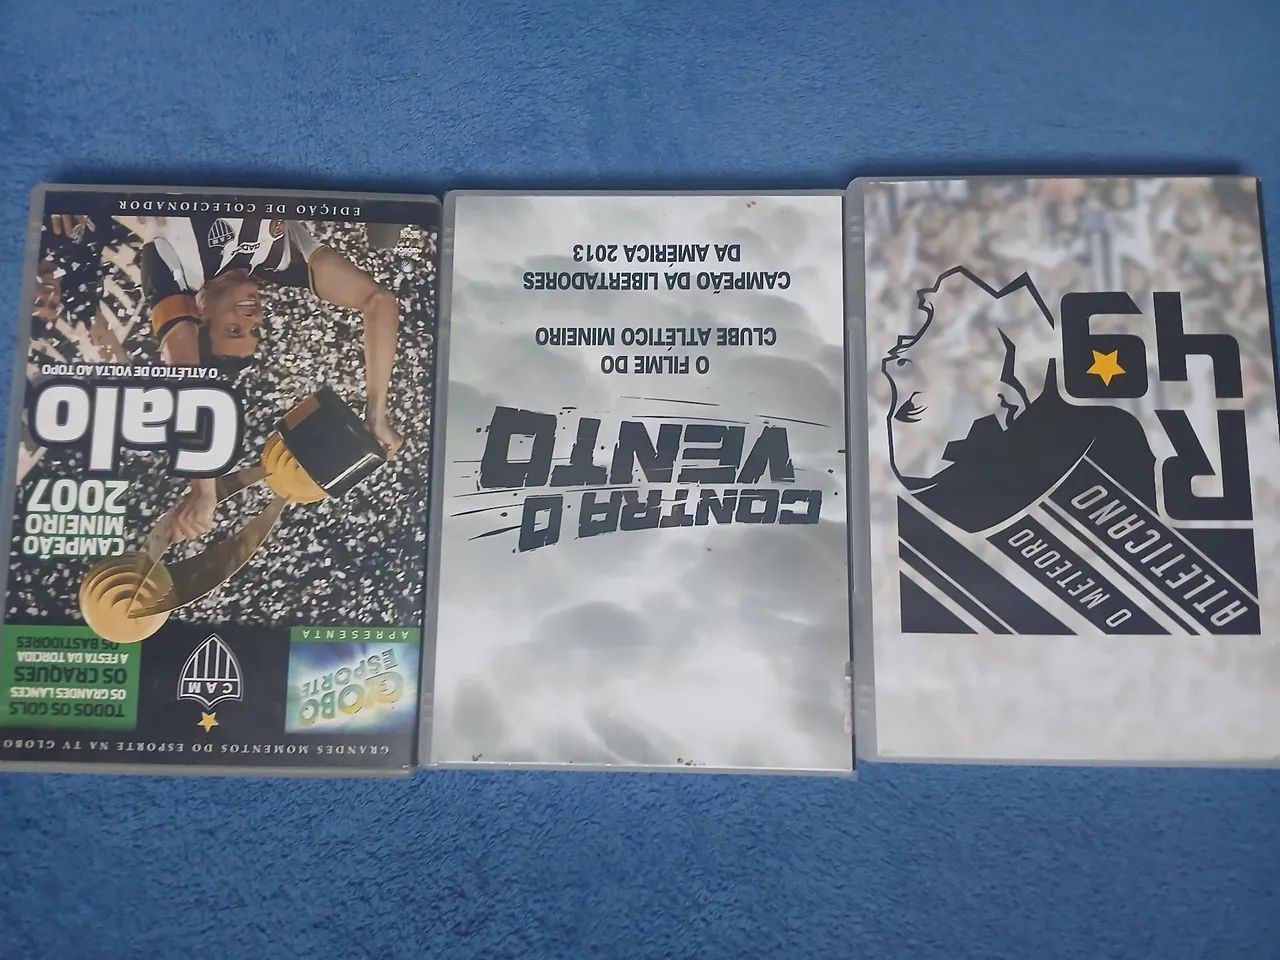 GRANDES MOMENTOS DO ESPORTE NA TV GLOBO
GLOBO
ESPORTE
APRESENTA
CAM
TODOS OS GOLS
OS GRANDES LANCES
OS CRAQUES
A FESTA DA TORCIDA
OS BASTIDORES
CAMPEÃO
MINEIRO
2007
Galo
O ATLÉTICO DE VOLTA AO TOPO
CAM
EDIÇÃO DE COLECIONADOR
CONTRA O
VENTO
O FILME DO
CLUBE ATLÉTICO MINEIRO
CAMPEÃO DA LIBERTADORES
DA AMÉRICA 2013
R
49
O METEORO
ATLETICANO